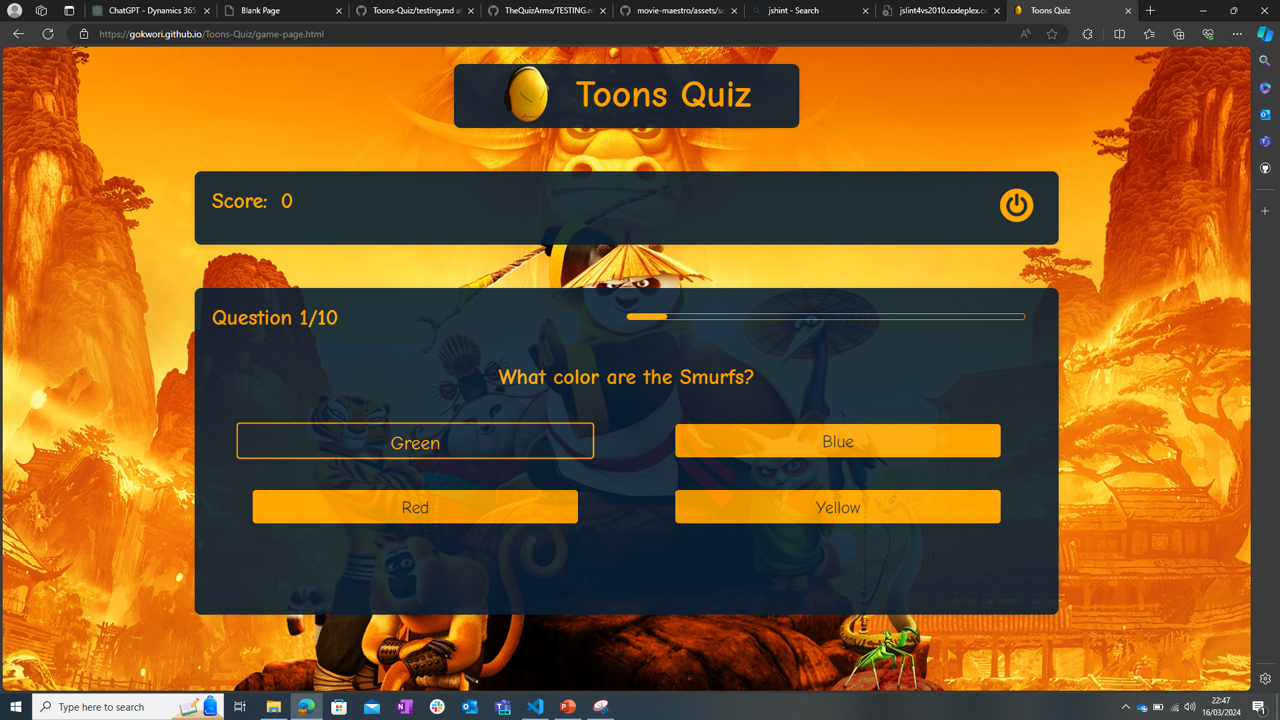 ChatGPT - Dynamics 365
Blank Page
Toons-Quiz/testing.md at
TheQuizArms/TESTING.m
movie-maestro/assets/sc
jshint - Search
jslint4vs2010.codeplex.co
Toons Quiz
https://gokwori.github.io/Toons-Quiz/game-page.html
Toons Quiz
Score: 0
Question 1/10
What color are the Smurfs?
Green
Blue
Red
Yellow
Type here to search
22:47
16/03/2024